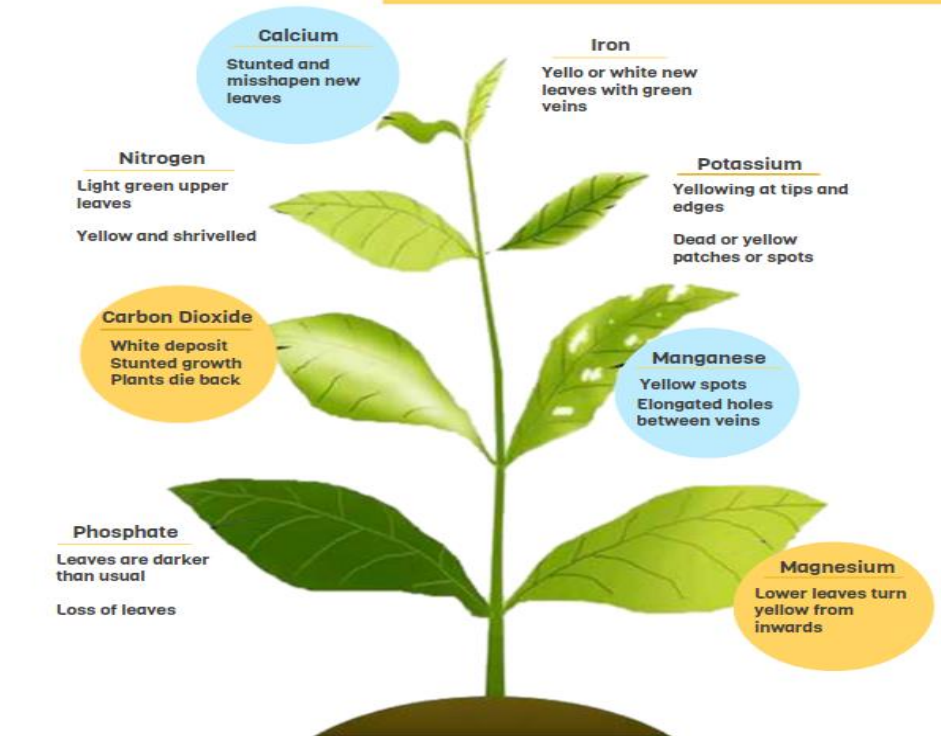 Calcium
Stunted and
misshapen new
leaves
Iron
Yello or white new
leaves with green
veins
Nitrogen
Light green upper
leaves
Yellow and shrivelled
Potassium
Yellowing at tips and
edges
Dead or yellow
patches or spots
Carbon Dioxide
White deposit
Stunted growth
Plants die back
Manganese
Yellow spots
Elongated holes
between veins
Phosphate
Leaves are darker
than usual
Loss of leaves
Magnesium
Lower leaves turn
yellow from
inwards